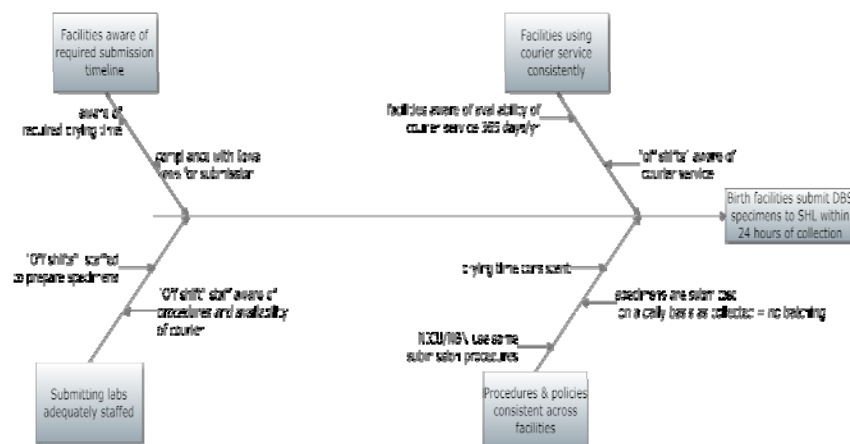 Facilities aware of
required submission
timeline
Facilities using
courier service
consistently
aware of
required drying time
facilities aware of availability of
courier service 365 days/yr
compliance with Iowa
for submission
"off shifts" aware of
courier service
Birth facilities submit DBS
specimens to SHL within
24 hours of collection
"Off shifts" staffed
to prepare specimens
drying time consistent
"Off shift" staff aware of
procedures and availability
of courier
specimens are submitted
on a daily basis as collected = no batching
use same
submission procedures
Submitting labs
adequately staffed
Procedures & policies
consistent across
facilities